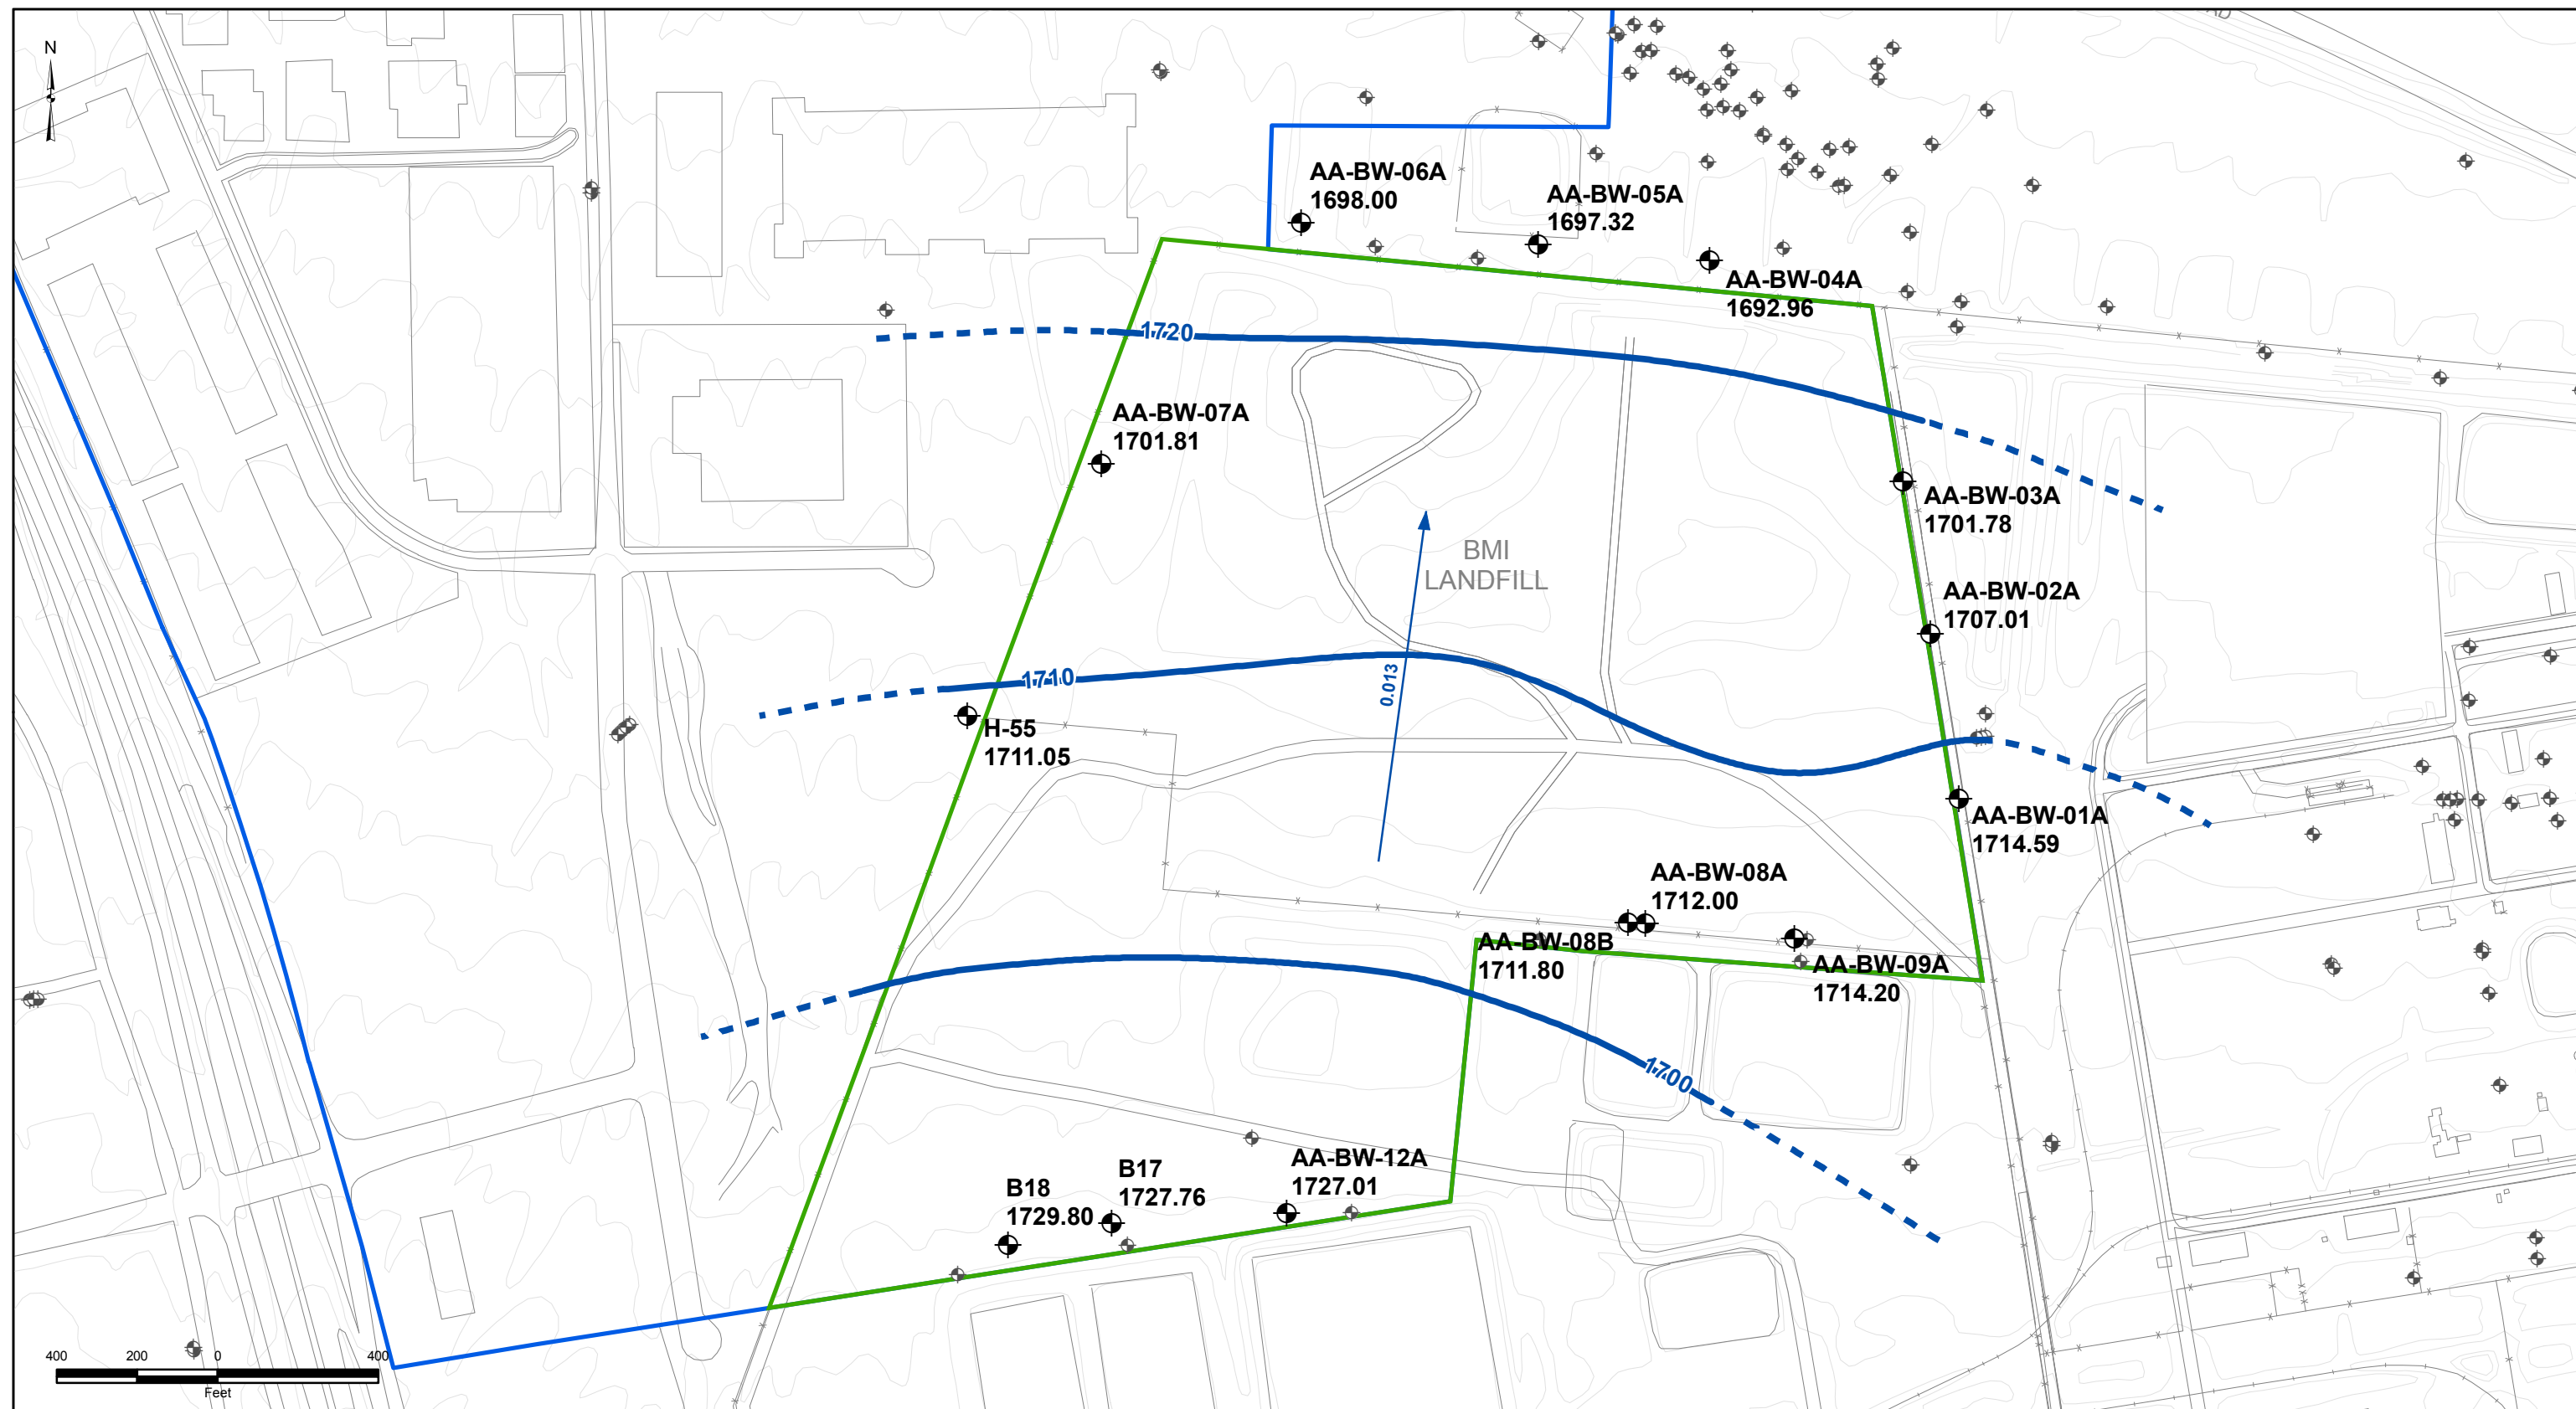 N
AD
AA-BW-06A
1698.00
AA-BW-05A
1697.32
AA-BW-04A
1692.96
1720
AA-BW-07A
1701.81
AA-BW-03A
1701.78
BMI
LANDFILL
AA-BW-02A
1707.01
1710
0.013
H-55
1711.05
AA-BW-01A
1714.59
AA-BW-08A
1712.00
AA-BW-08B
1711.80
AA-BW-09A
1714.20
1700
AA-BW-12A
1727.01
B17
1727.76
B18
1729.80
400 200 0 400
Feet